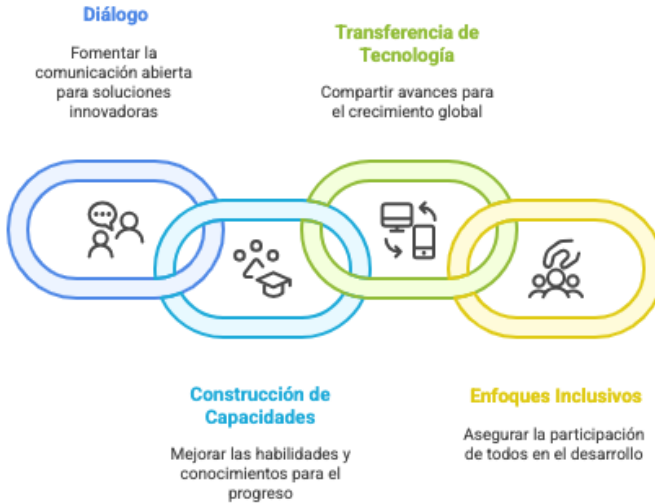 Diálogo
Fomentar la
comunicación abierta
para soluciones
innovadoras
Transferencia de
Tecnología
Compartir avances para
el crecimiento global
Construcción de
Capacidades
Mejorar las habilidades y
conocimientos para el
progreso
Enfoques Inclusivos
Asegurar la participación
de todos en el desarrollo